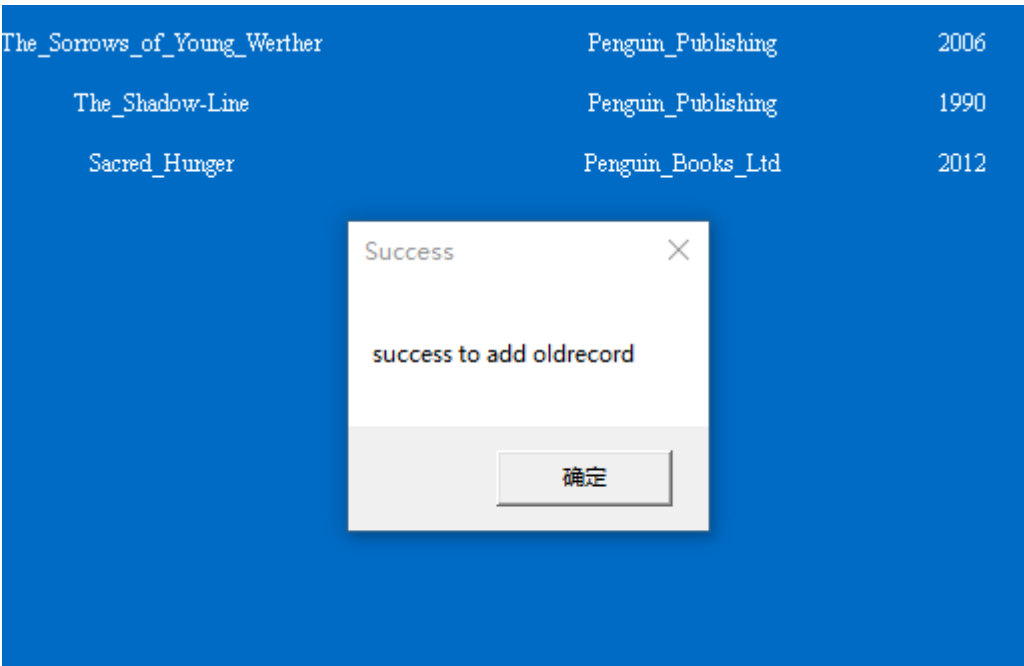 The_Sorrows_of_Young_Werther Penguin_Publishing 2006
The_Shadow-Line Penguin_Publishing 1990
Sacred_Hunger Penguin_Books_Ltd 2012
Success
success to add oldrecord
确定